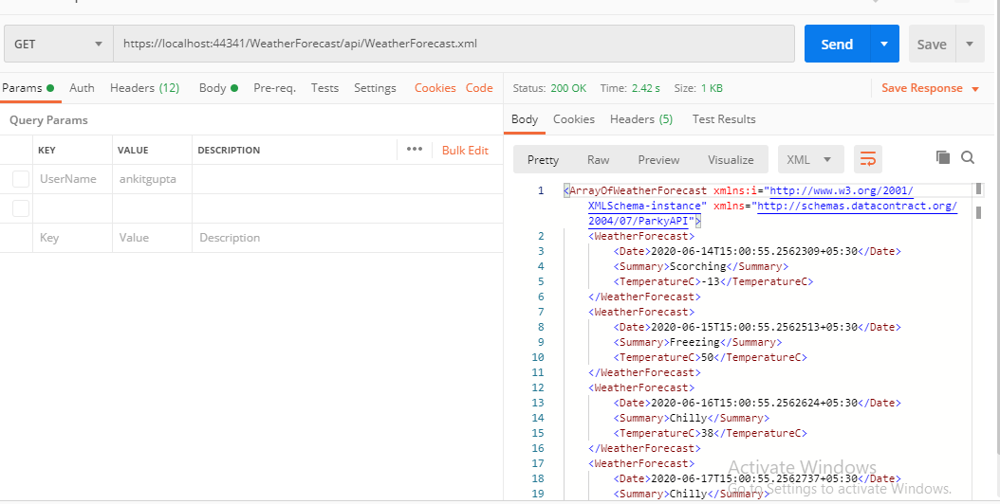 GET https://localhost:44341/WeatherForecast/api/WeatherForecast.xml Send Save
Params Auth Headers (12) Body Pre-req. Tests Settings Cookies Code
Query Params
KEY VALUE DESCRIPTION ••• Bulk Edit
UserName ankitgupta
Key Value Description
Status: 200 OK Time: 2.42 s Size: 1 KB Save Response
Body Cookies Headers (5) Test Results
Pretty Raw Preview Visualize XML
1 <ArrayOfWeatherForecast xmlns:i="http://www.w3.org/2001/
XMLSchema-instance" xmlns="http://schemas.datacontract.org/
2004/07/ParkyAPI">
2 <WeatherForecast>
3 <Date>2020-06-14T15:00:55.2562309+05:30</Date>
4 <Summary>Scorching</Summary>
5 <TemperatureC>-13</TemperatureC>
6 </WeatherForecast>
7 <WeatherForecast>
8 <Date>2020-06-15T15:00:55.2562513+05:30</Date>
9 <Summary>Freezing</Summary>
10 <TemperatureC>50</TemperatureC>
11 </WeatherForecast>
12 <WeatherForecast>
13 <Date>2020-06-16T15:00:55.2562624+05:30</Date>
14 <Summary>Chilly</Summary>
15 <TemperatureC>38</TemperatureC>
16 </WeatherForecast>
17 <WeatherForecast>
18 <Date>2020-06-17T15:00:55.2562737+05:30</Date>
19 <Summary>Chilly</Summary>
Activate Windows
Go to Settings to activate Windows.